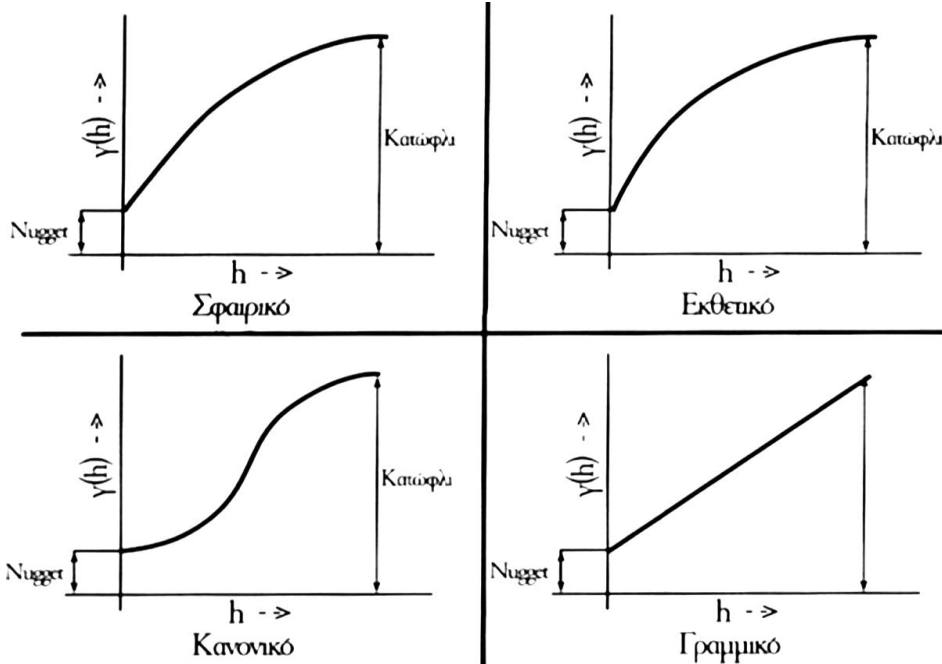 γ(h) -->
Κατώφλι
Nugget
h -->
Σφαιρικό
γ(h) -->
Κατώφλι
Nugget
h -->
Εκθετικό
γ(h) -->
Κατώφλι
Nugget
h -->
Κανονικό
γ(h) -->
Nugget
h -->
Γραμμικό